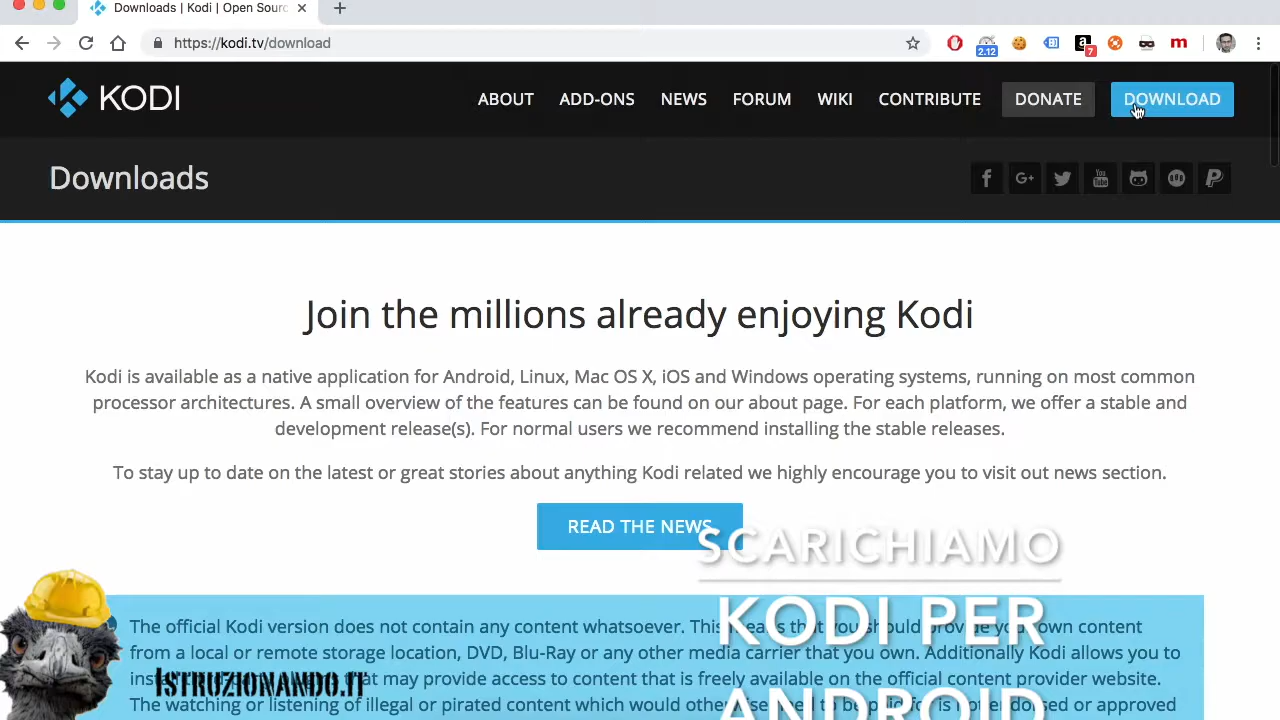 Downloads | Kodi | Open Sourc
https://kodi.tv/download
2.12
7
KODI
ABOUT ADD-ONS NEWS FORUM WIKI CONTRIBUTE DONATE DOWNLOAD
Downloads
Join the millions already enjoying Kodi
Kodi is available as a native application for Android, Linux, Mac OS X, iOS and Windows operating systems, running on most common
processor architectures. A small overview of the features can be found on our about page. For each platform, we offer a stable and
development release(s). For normal users we recommend installing the stable releases.
To stay up to date on the latest or great stories about anything Kodi related we highly encourage you to visit out news section.
READ THE NEWS
SCARICHIAMO
KODI PER
ANDROID
The official Kodi version does not contain any content whatsoever. This means that you should provide your own content
from a local or remote storage location, DVD, Blu-Ray or any other media carrier that you own. Additionally Kodi allows you to
that may provide access to content that is freely available on the official content provider website.
The watching or listening of illegal or pirated content which would otherwise need to be paid for is not endorsed or approved
Istruzionando.it